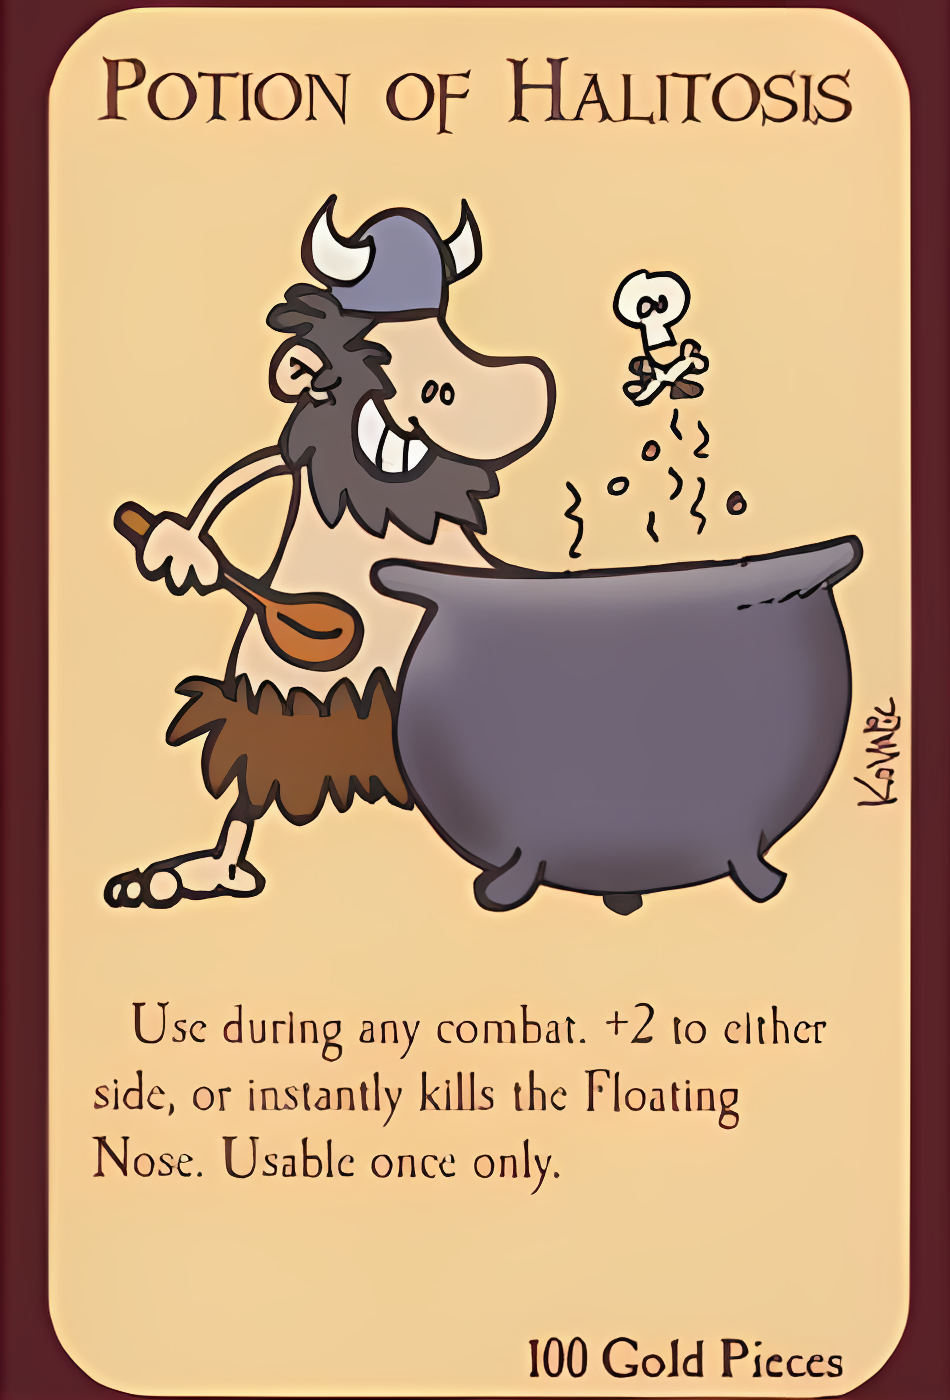 Potion of Halitosis
Kovalic
Use during any combat. +2 to either
side, or instantly kills the Floating
Nose. Usable once only.
100 Gold Pieces